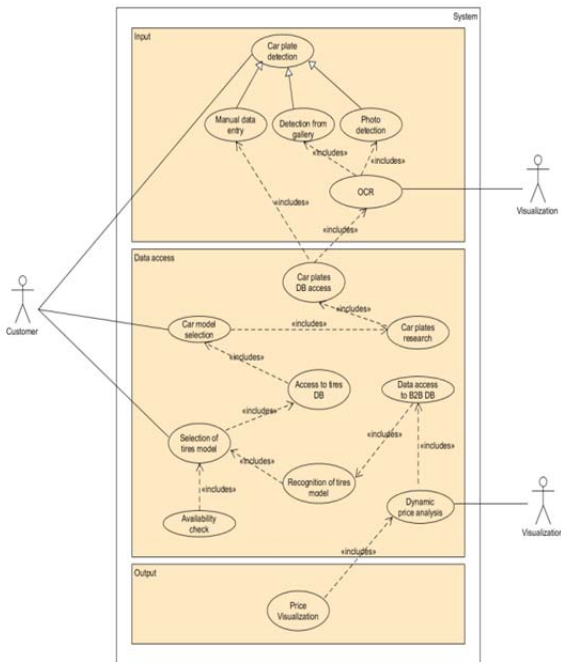 System
Input
Car plate
detection
Manual data
entry
Detection from
gallery
Photo
detection
«includes»
«includes»
OCR
«includes»
«includes»
Visualization
Customer
Data access
Car plates
DB access
«includes»
Car model
selection
«includes»
Car plates
research
«includes»
Access to tires
DB
Data access
to B2B DB
«includes»
Selection of
tires model
«includes»
«includes»
«includes»
Recognition of tires
model
«includes»
Availability
check
Dynamic
price analysis
Visualization
«includes»
Output
Price
Visualization